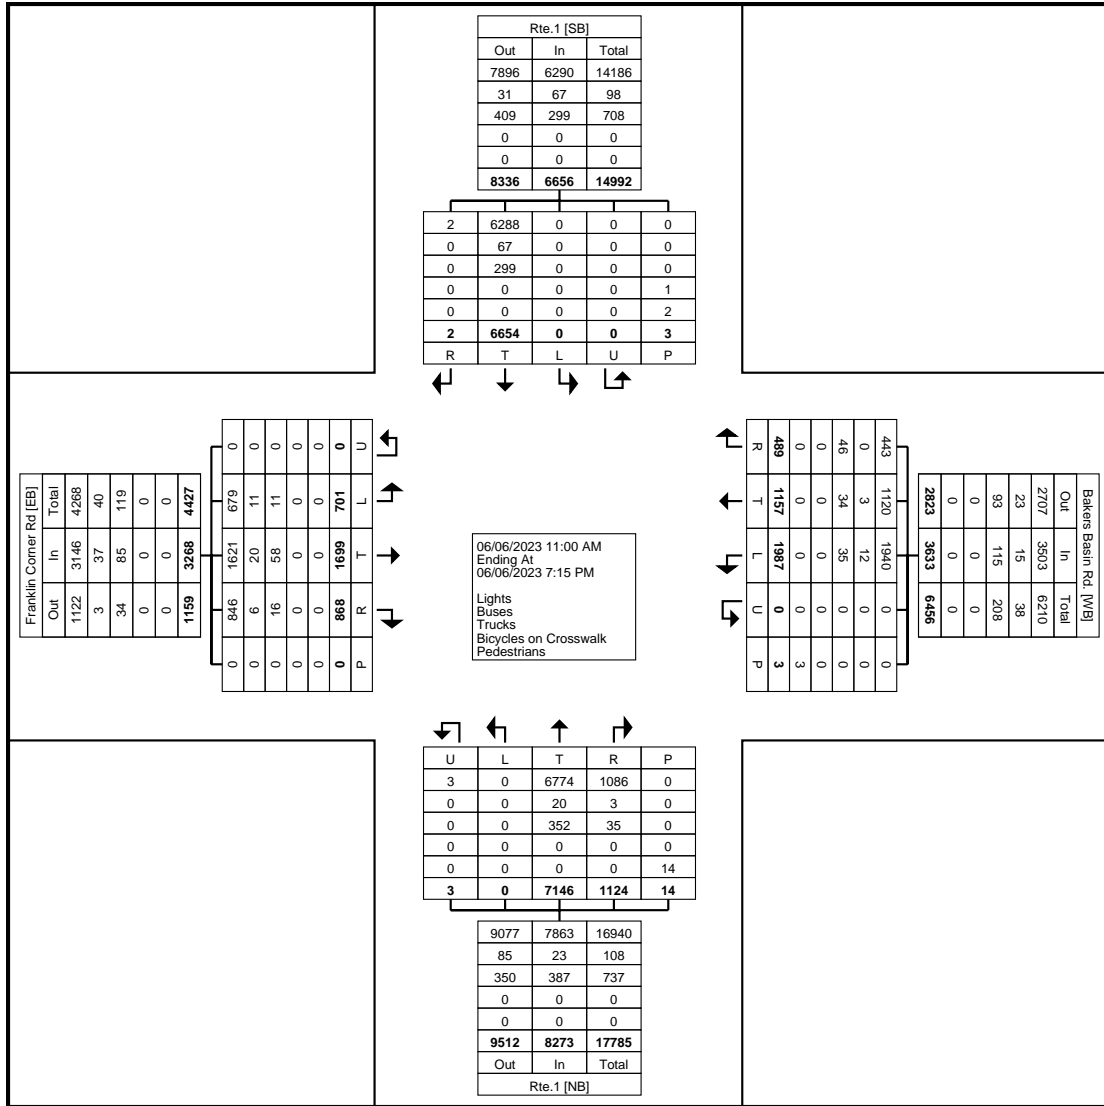 Rte.1 [SB]
Out In Total
7896 6290 14186
31 67 98
409 299 708
0 0 0
0 0 0
8336 6656 14992
2 6288 0 0 0
0 67 0 0 0
0 299 0 0 0
0 0 0 0 1
0 0 0 0 2
2 6654 0 0 3
R T L U P
Franklin Corner Rd [EB]
Out In Total
1122 3146 4268
3 37 40
34 85 119
0 0 0
0 0 0
1159 3268 4427
0 846 1621 679 0
0 6 20 11 0
0 16 58 11 0
0 0 0 0 0
0 0 0 0 0
0 868 1699 701 0
P R T L U
06/06/2023 11:00 AM
Ending At
06/06/2023 7:15 PM
Lights
Buses
Trucks
Bicycles on Crosswalk
Pedestrians
Bakers Basin Rd. [WB]
Out In Total
2707 3503 6210
23 15 38
93 115 208
0 0 0
0 0 0
2823 3633 6456
443 1120 1940 0 0
0 3 12 0 0
46 34 35 0 0
0 0 0 0 0
0 0 0 0 3
489 1157 1987 0 3
R T L U P
U L T R P
3 0 6774 1086 0
0 0 20 3 0
0 0 352 35 0
0 0 0 0 0
0 0 0 0 14
3 0 7146 1124 14
9077 7863 16940
85 23 108
350 387 737
0 0 0
0 0 0
9512 8273 17785
Out In Total
Rte.1 [NB]